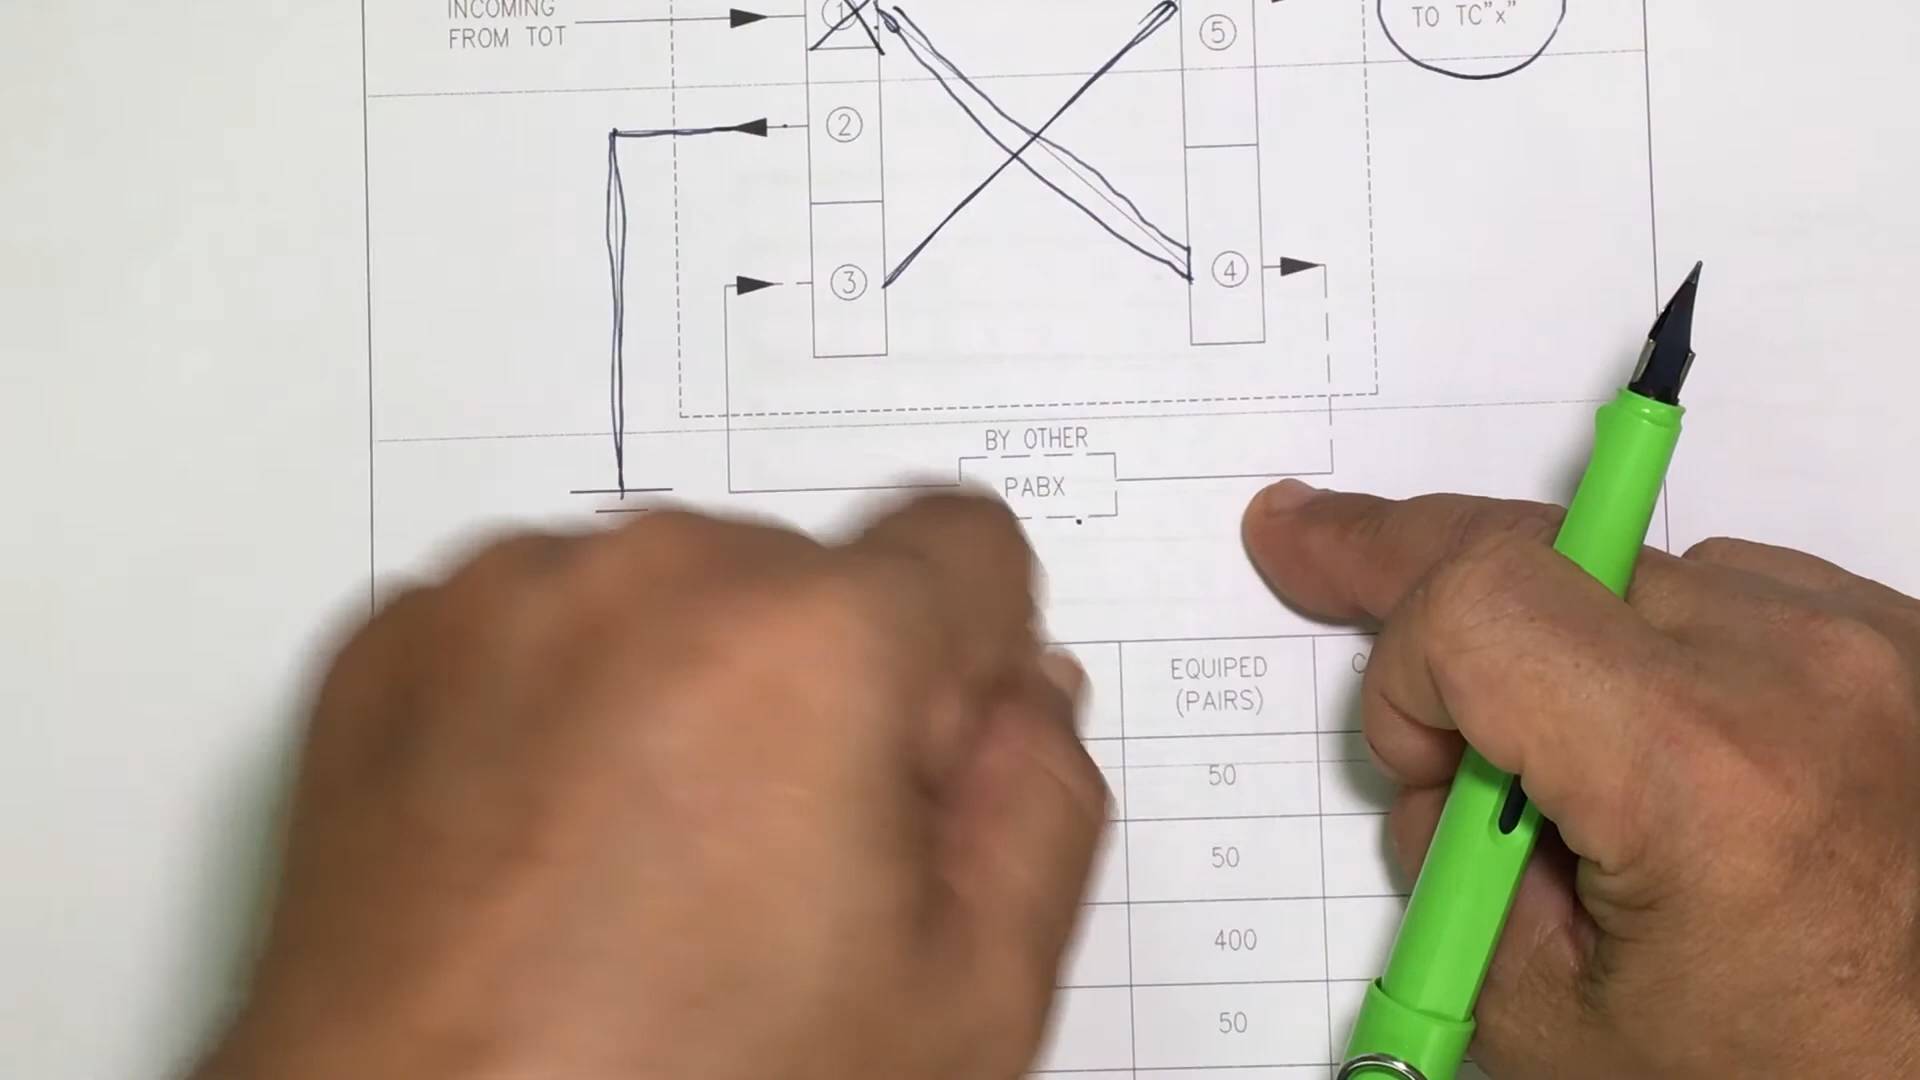 INCOMING
FROM TOT
①
⑤
TO TC"x"
②
③
④
BY OTHER
PABX
EQUIPED
(PAIRS)
C
50
50
400
50